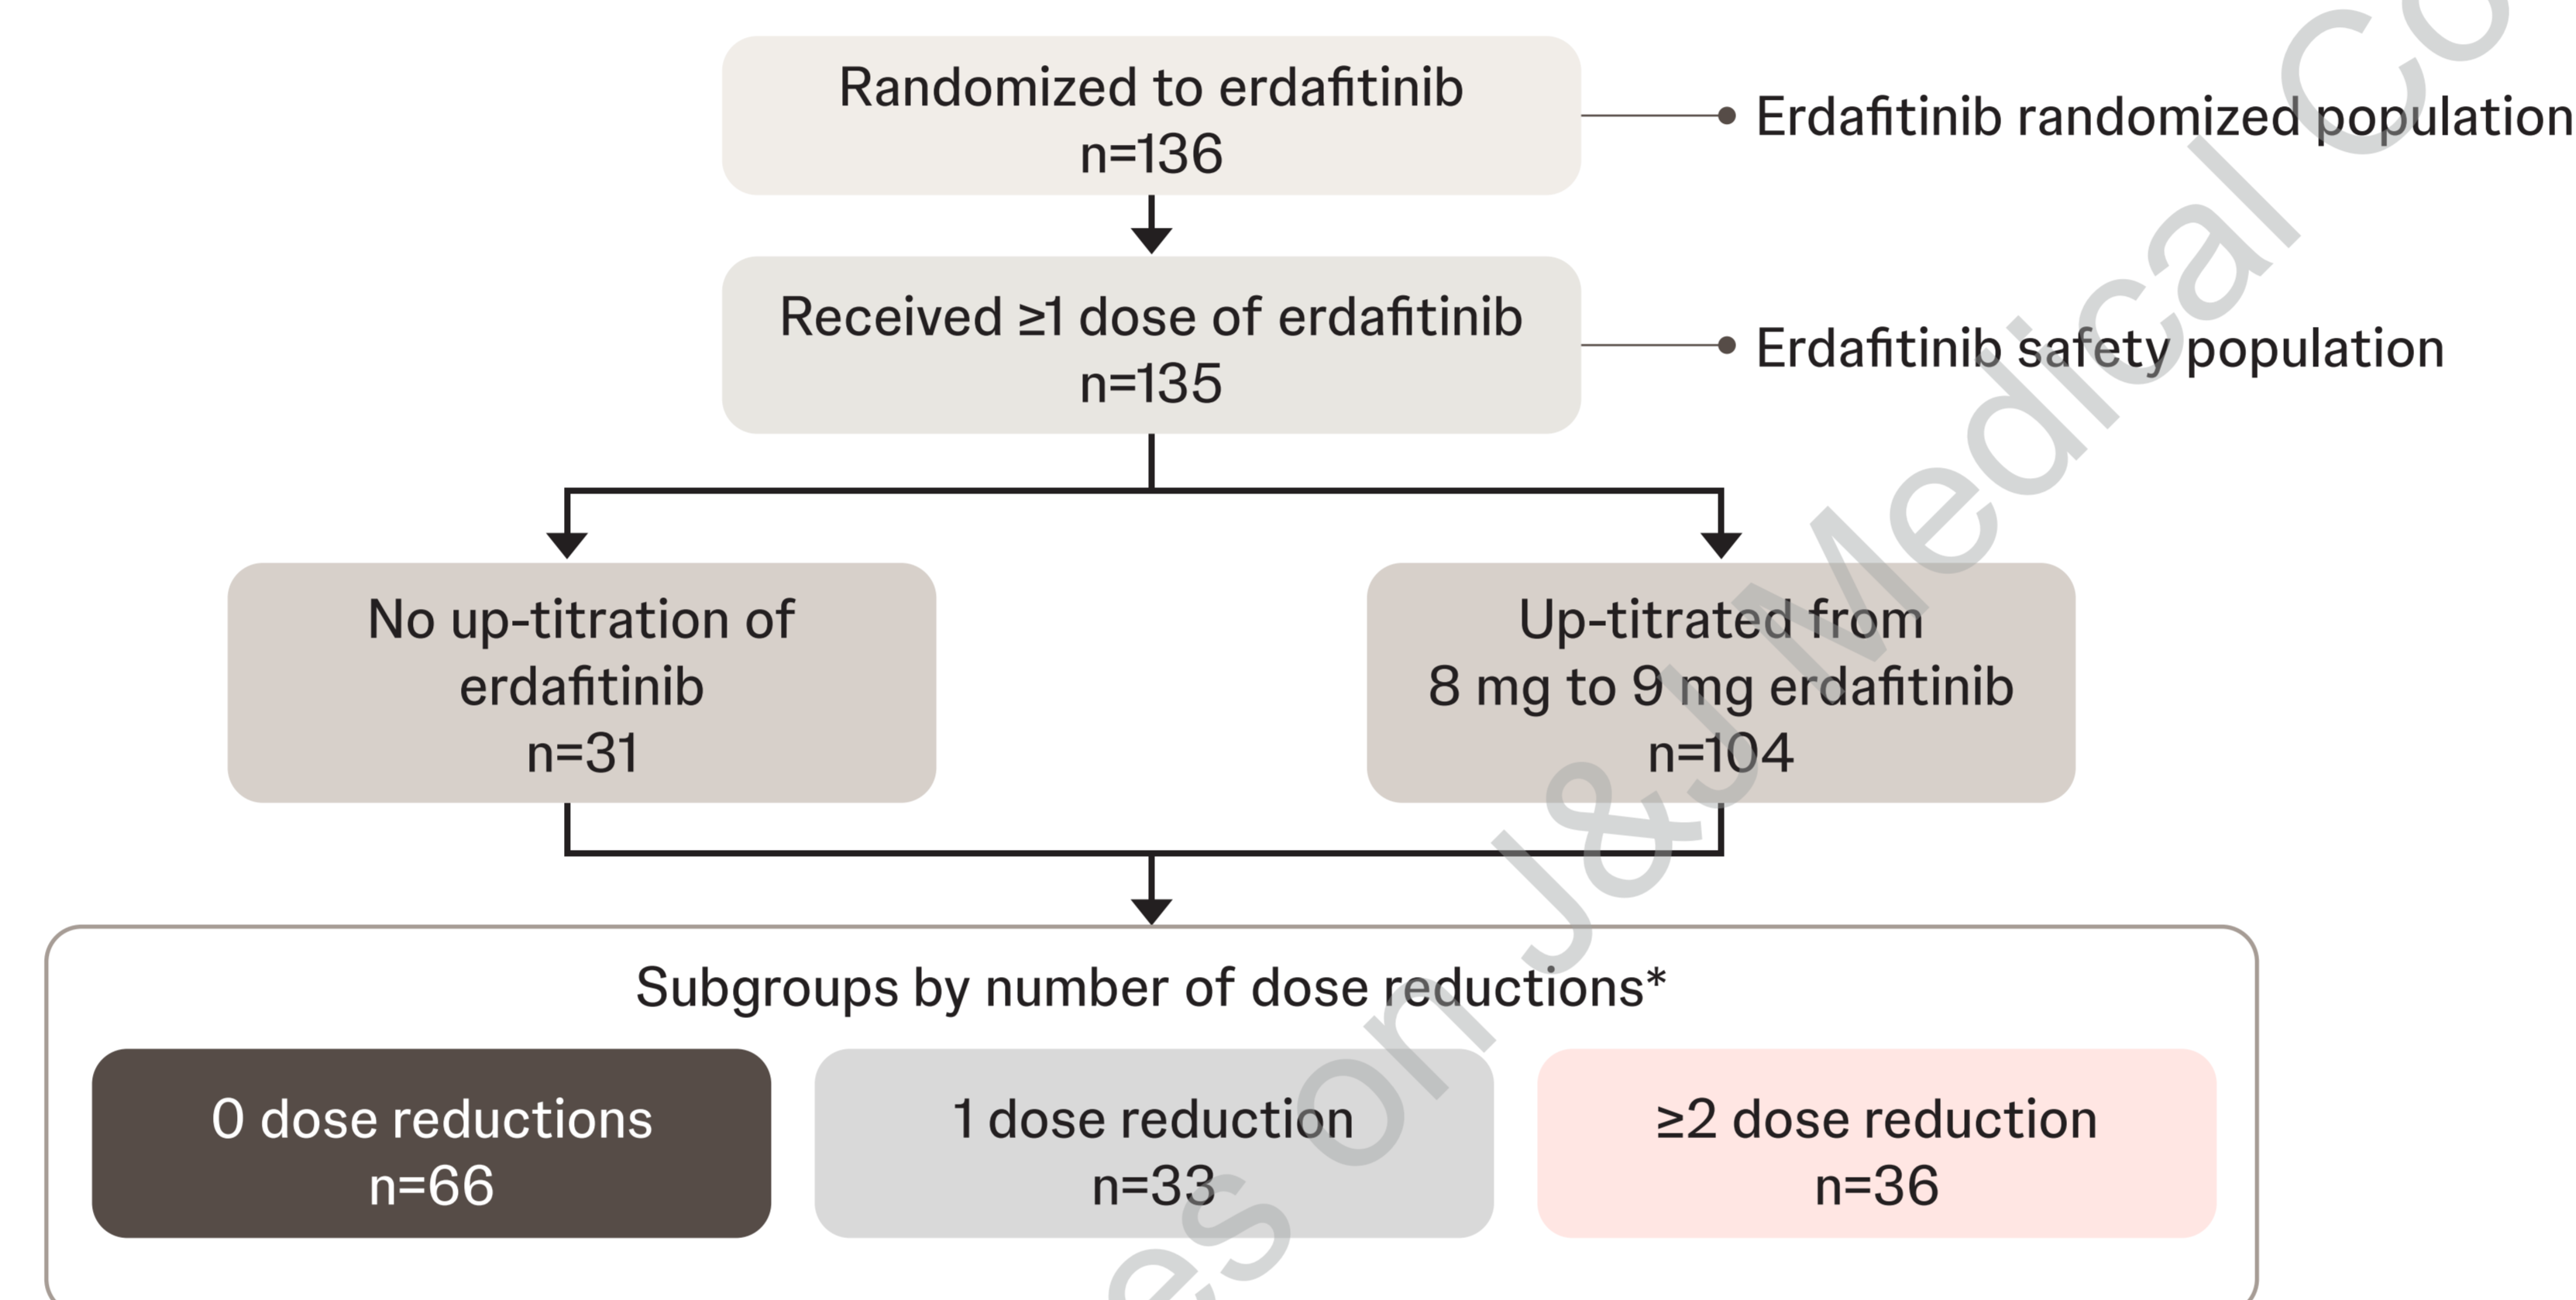 Randomized to erdafitinib
n=136
Erdafitinib randomized population
Received ≥1 dose of erdafitinib
n=135
Erdafitinib safety population
No up-titration of
erdafitinib
n=31
Up-titrated from
8 mg to 9 mg erdafitinib
n=104
Subgroups by number of dose reductions*
0 dose reductions
n=66
1 dose reduction
n=33
≥2 dose reduction
n=36
on J&J Medical